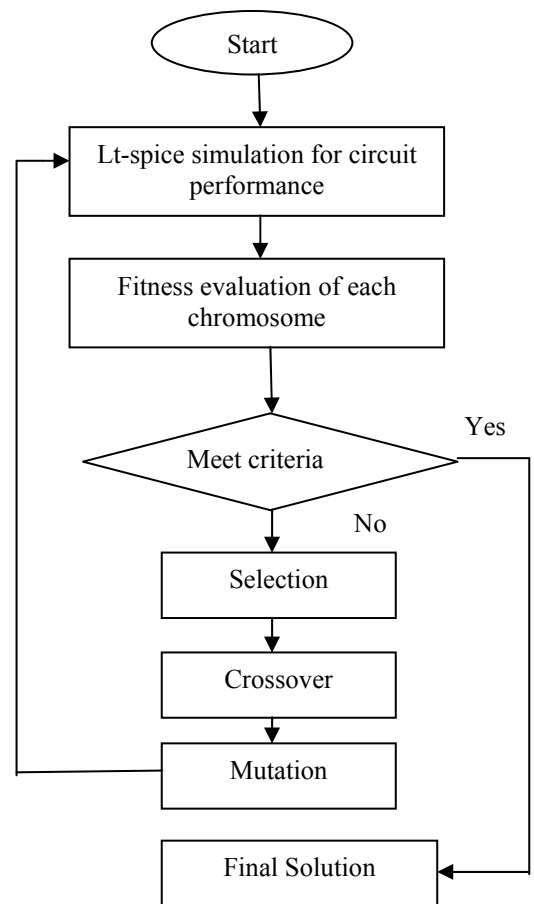 Start
Lt-spice simulation for circuit
performance
Fitness evaluation of each
chromosome
Meet criteria
Yes
No
Selection
Crossover
Mutation
Final Solution